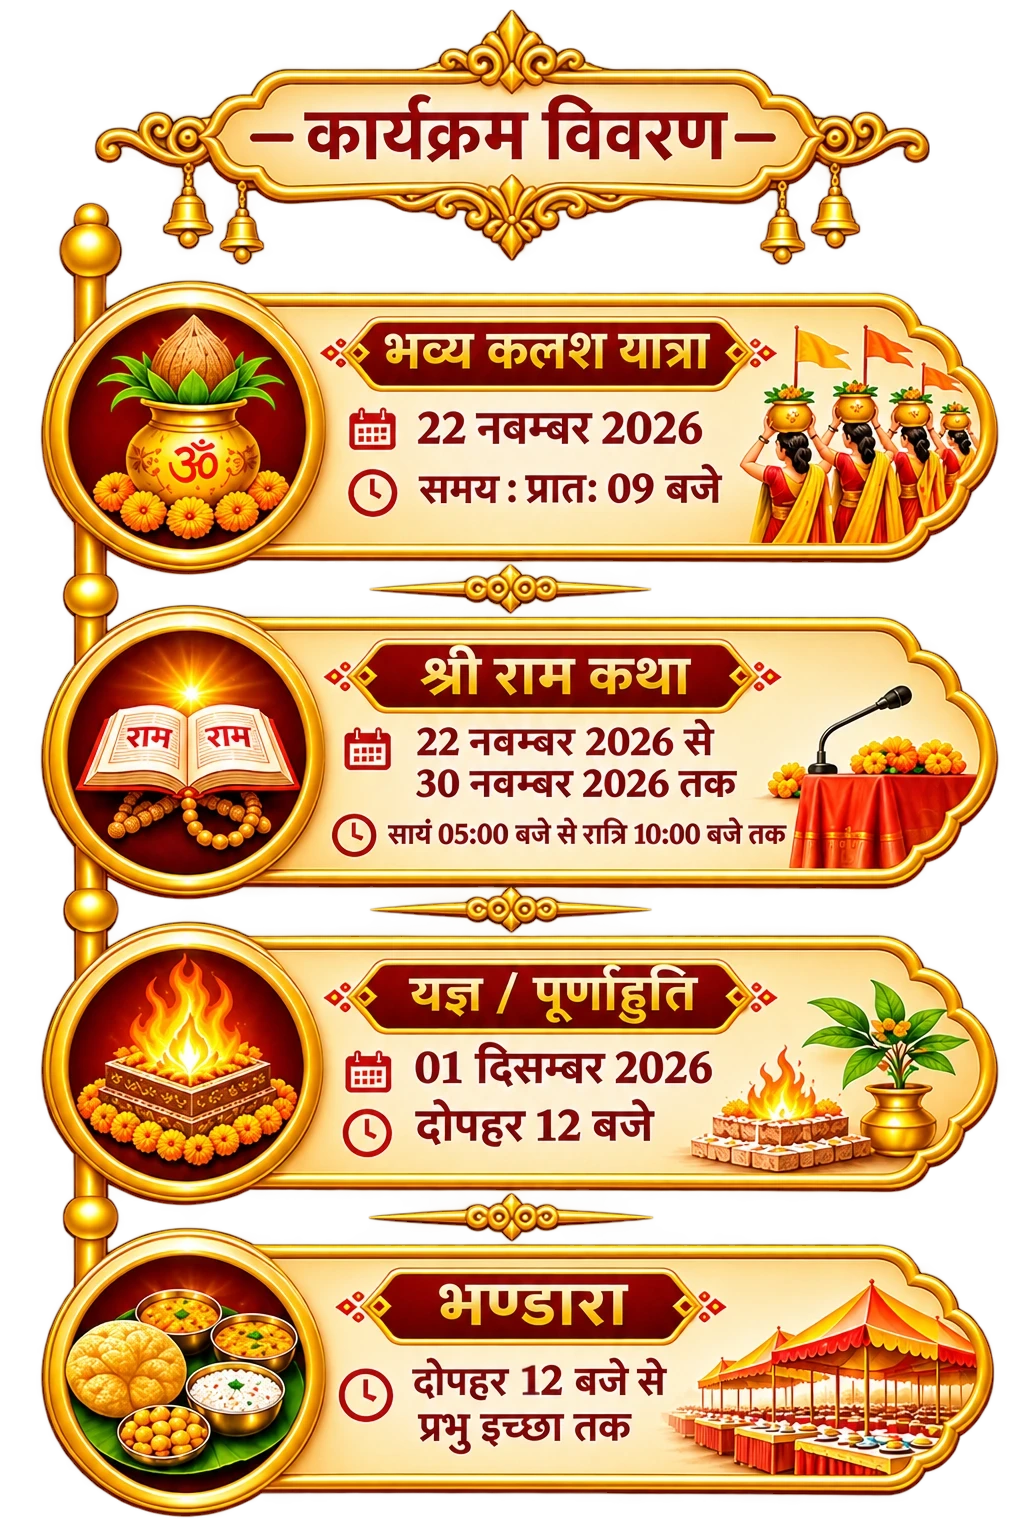 – कार्यक्रम विवरण –
भव्य कलश यात्रा
ॐ
22 नवम्बर 2026
समय : प्रातः 09 बजे
श्री राम कथा
राम राम
22 नवम्बर 2026 से
30 नवम्बर 2026 तक
सायं 05:00 बजे से रात्रि 10:00 बजे तक
यज्ञ / पूर्णाहुति
01 दिसम्बर 2026
दोपहर 12 बजे
भण्डारा
दोपहर 12 बजे से
प्रभु इच्छा तक